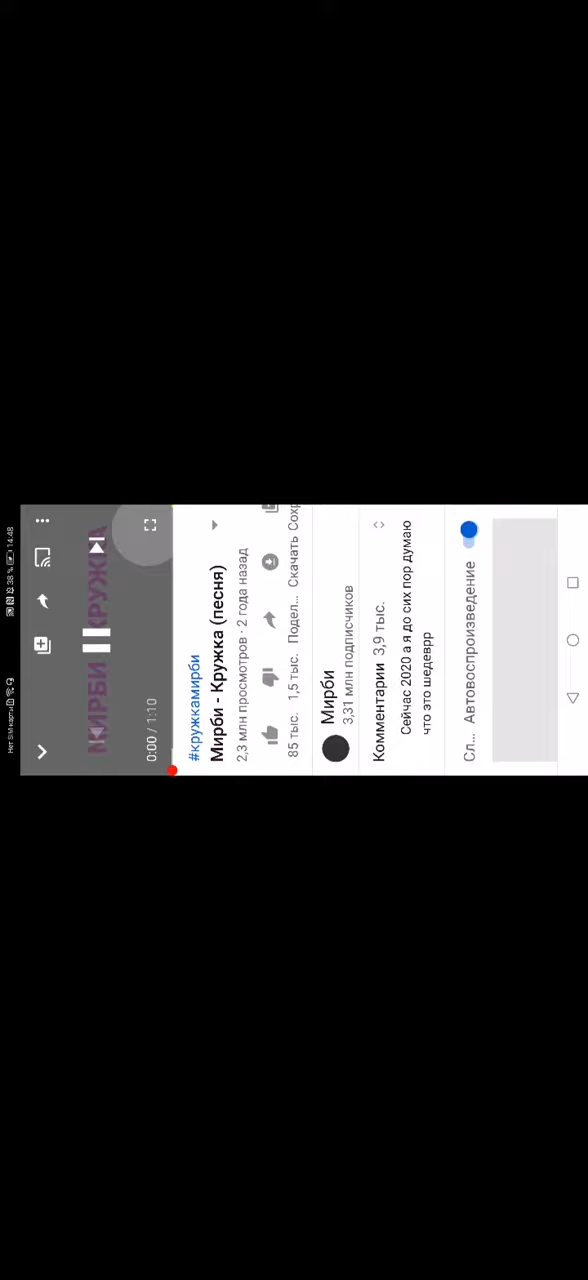 Нет SIM-карты 38 % 14:48
МИРБИ КРУЖКА
0:00 / 1:10
#кружкамирби
Мирби - Кружка (песня)
2,3 млн просмотров · 2 года назад
85 тыс. 1,5 тыс. Подел... Скачать Сохр
Мирби
3,31 млн подписчиков
Комментарии 3,9 тыс.
Сейчас 2020 а я до сих пор думаю
что это шедеврр
Сл... Автовоспроизведение